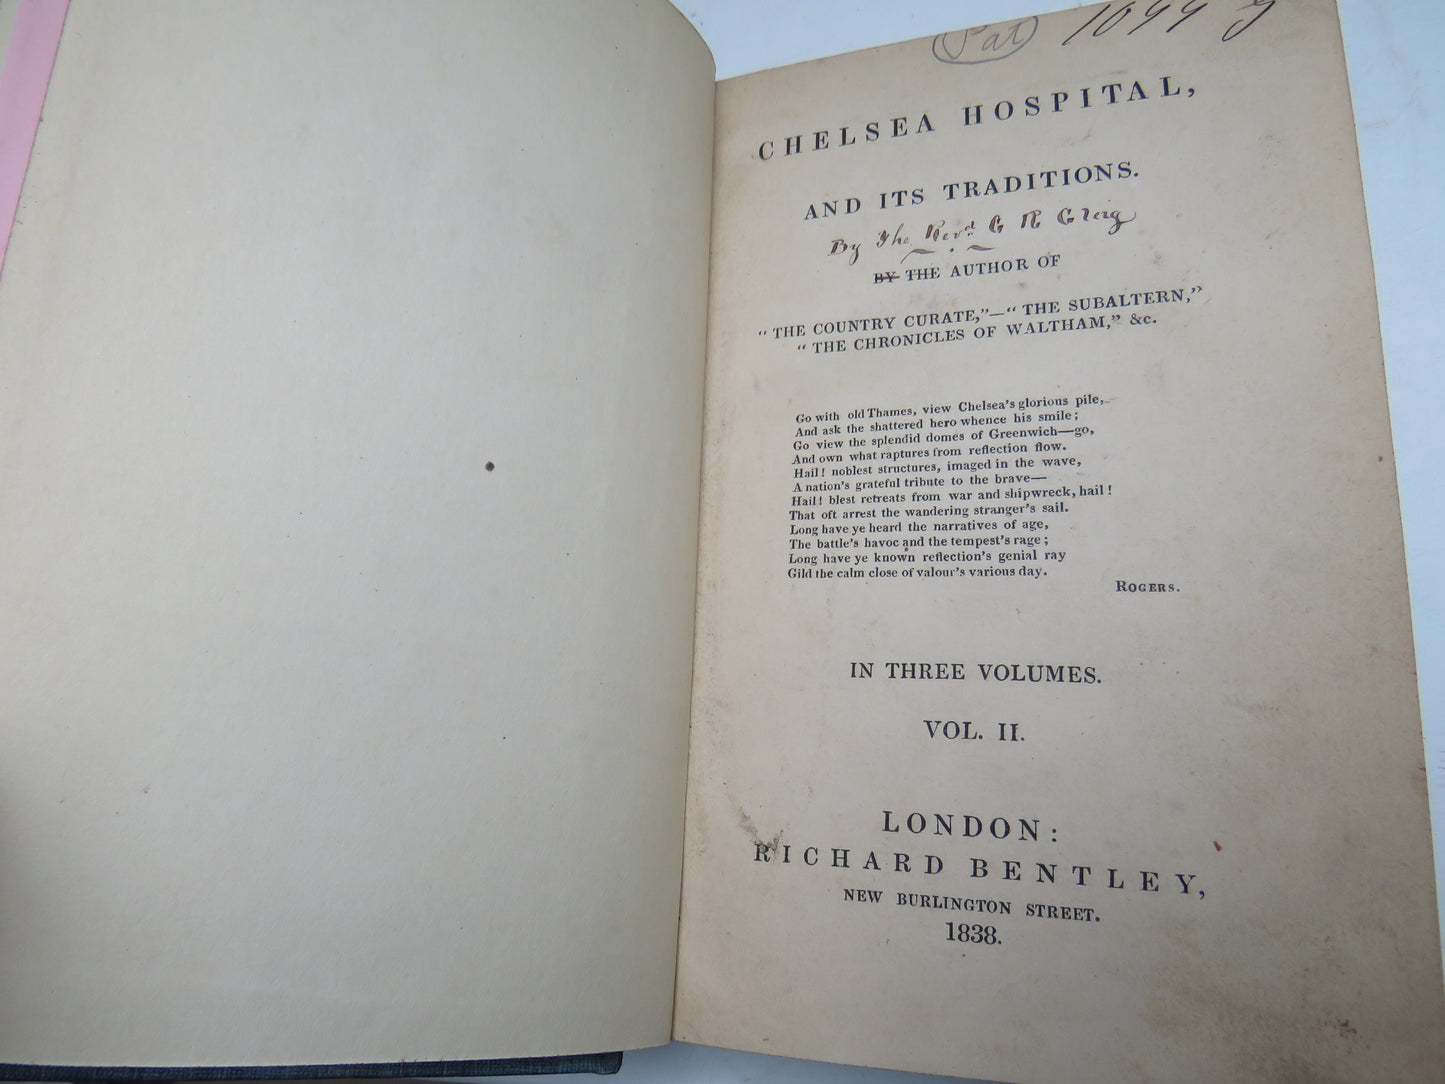 Pat 1099 g
CHELSEA HOSPITAL,
AND ITS TRADITIONS.
By The Revd. G R Gleig
BY THE AUTHOR OF
"THE COUNTRY CURATE,"—"THE SUBALTERN,"
"THE CHRONICLES OF WALTHAM," &c.
Go with old Thames, view Chelsea's glorious pile,
And ask the shattered hero whence his smile;
Go view the splendid domes of Greenwich—go,
And own what raptures from reflection flow.
Hail! noblest structures, imaged in the wave,
A nation's grateful tribute to the brave—
Hail! blest retreats from war and shipwreck, hail!
That oft arrest the wandering stranger's sail.
Long have ye heard the narratives of age,
The battle's havoc and the tempest's rage;
Long have ye known reflection's genial ray
Gild the calm close of valour's various day.
ROGERS.
IN THREE VOLUMES.
VOL. II.
LONDON:
RICHARD BENTLEY,
NEW BURLINGTON STREET.
1838.